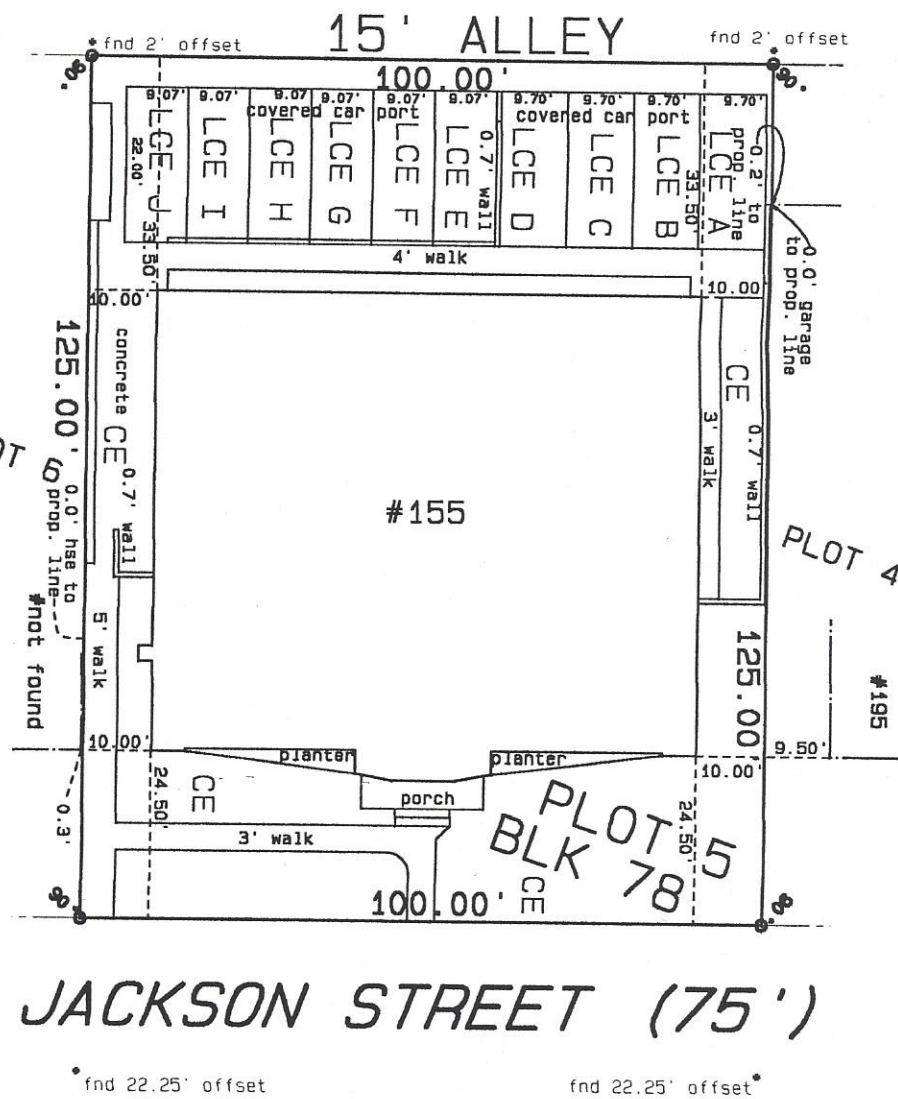 15' ALLEY
fnd 2' offset
fnd 2' offset
90°
90°
100.00'
9.07' 9.07' 9.07' 9.07' 9.07' 9.07' 9.70' 9.70' 9.70' 9.70'
covered car port
covered car port
LCE J
LCE I
LCE H
LCE G
LCE F
LCE E
0.7' wall
LCE D
LCE C
LCE B
LCE A
22.00'
33.50'
33.50'
0.2' to
prop. line
0.0' garage
to prop. line
4' walk
10.00'
10.00
125.00'
concrete
CE
0.7' wall
CE
0.7' wall
3' walk
#155
OT 6
PLOT 4
0.0' hse to
prop. line
#not found
5' walk
125.00'
#195
10.00'
planter
planter
10.00'
9.50'
CE
24.50'
porch
24.50'
0.3'
3' walk
PLOT 5
BLK 78
CE
100.00'
90°
90°
JACKSON STREET (75')
fnd 22.25' offset
fnd 22.25' offset